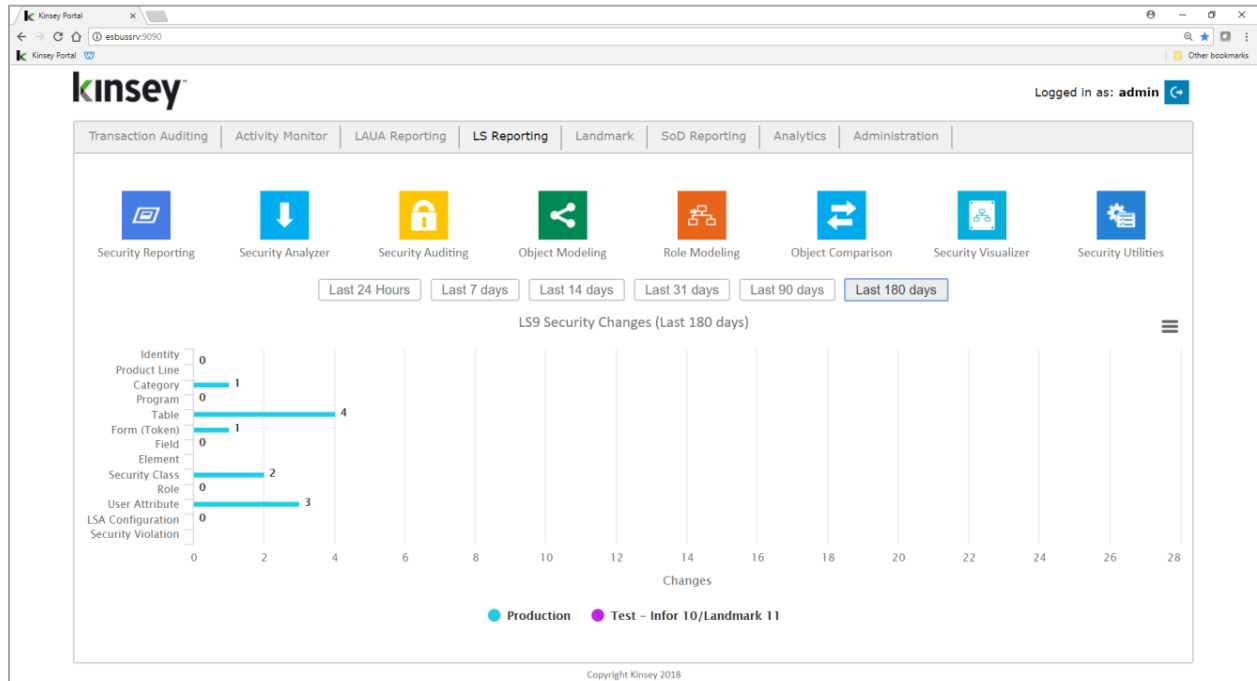 Kinsey Portal
esbussrv:9090
Kinsey Portal
Other bookmarks
kinsey
Logged in as: admin
Transaction Auditing Activity Monitor LAUA Reporting LS Reporting Landmark SoD Reporting Analytics Administration
Security Reporting Security Analyzer Security Auditing Object Modeling Role Modeling Object Comparison Security Visualizer Security Utilities
Last 24 Hours Last 7 days Last 14 days Last 31 days Last 90 days Last 180 days
LS9 Security Changes (Last 180 days)
Identity 0
Product Line
Category 1
Program 0
Table 4
Form (Token) 1
Field 0
Element
Security Class 2
Role 0
User Attribute 3
LSA Configuration 0
Security Violation
0 2 4 6 8 10 12 14 16 18 20 22 24 26 28
Changes
Production Test – Infor 10/Landmark 11
Copyright Kinsey 2018